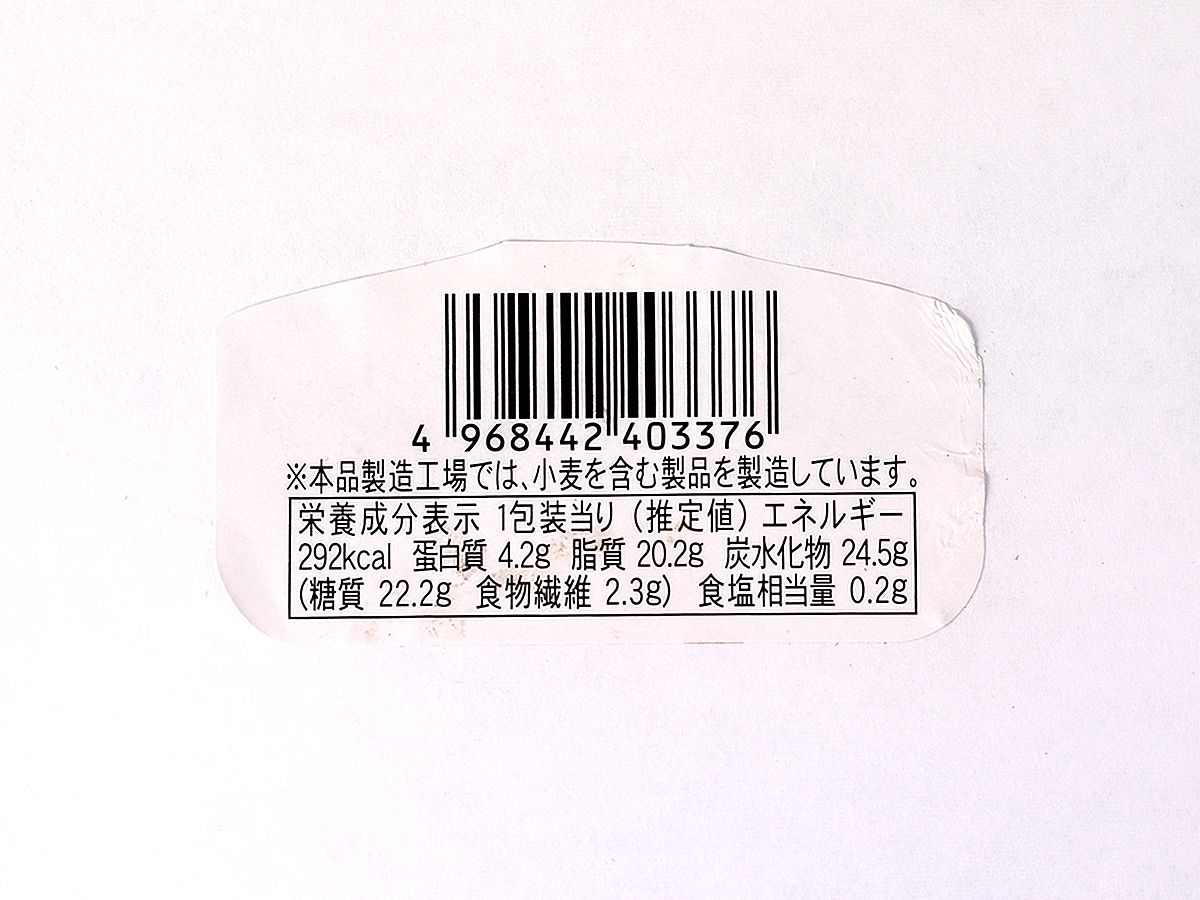 4 968442 403376
※本品製造工場では、小麦を含む製品を製造しています。
栄養成分表示 1包装当り (推定値) エネルギー
292kcal 蛋白質 4.2g 脂質 20.2g 炭水化物 24.5g
(糖質 22.2g 食物繊維 2.3g) 食塩相当量 0.2g